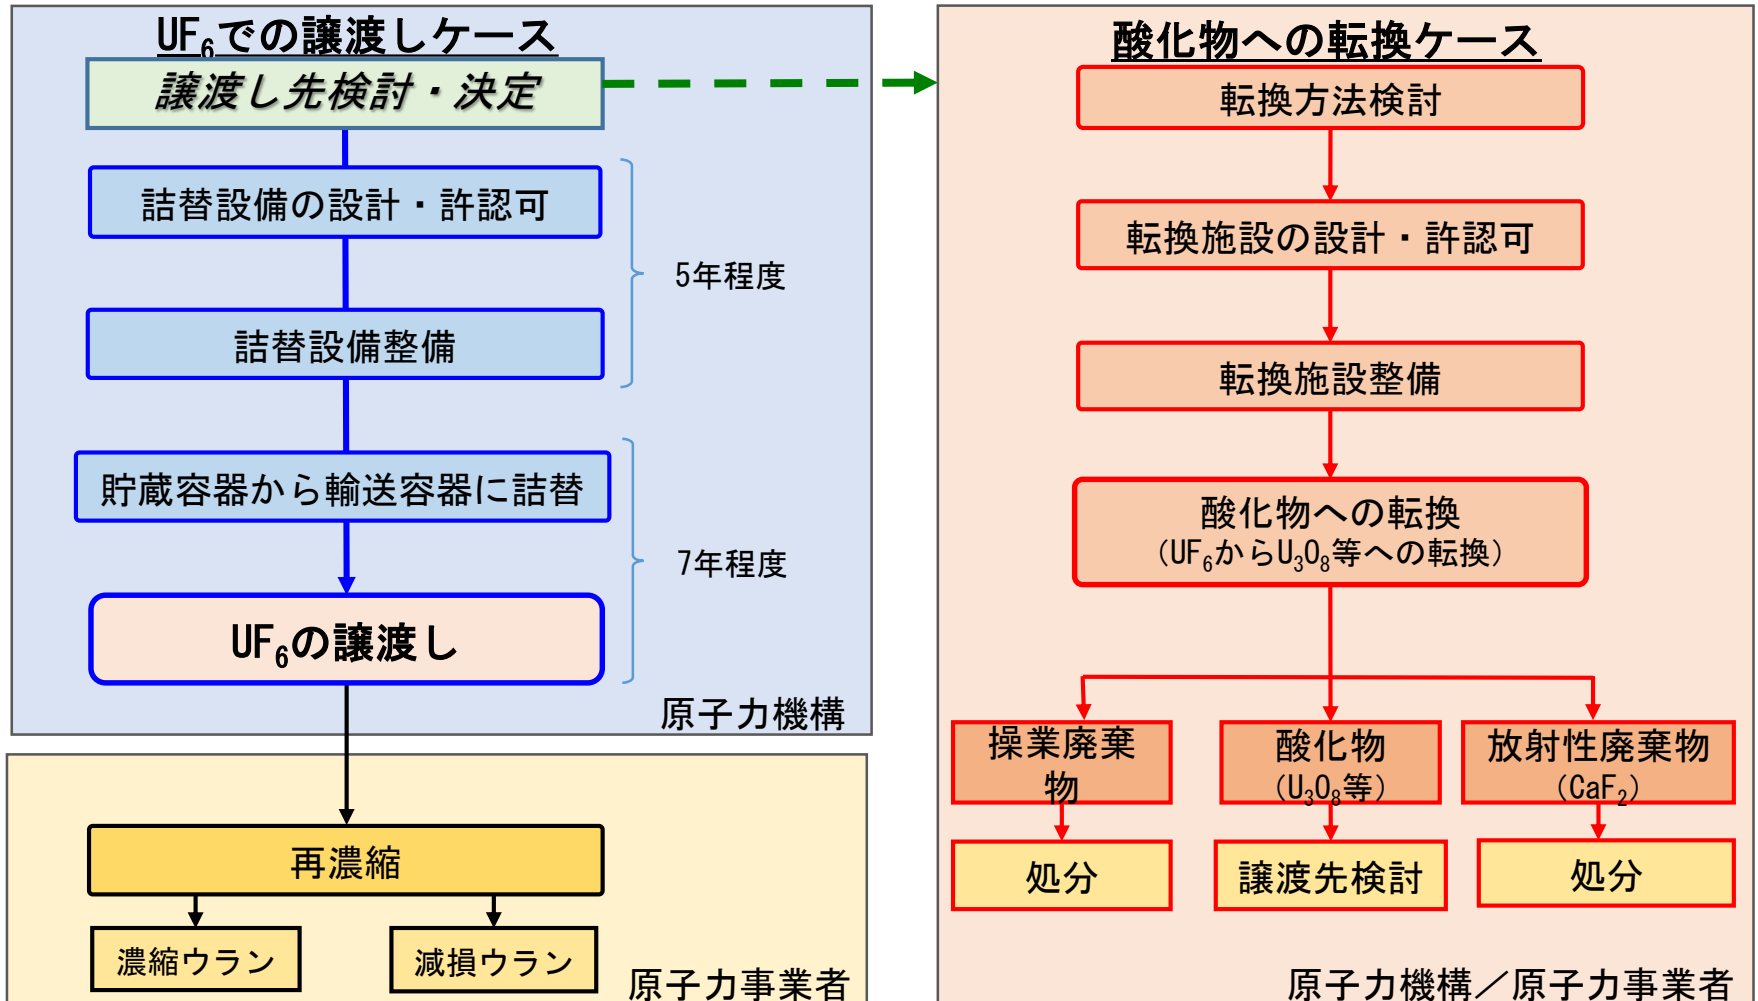 UF₆での譲渡しケース
譲渡し先検討・決定
詰替設備の設計・許認可
5年程度
詰替設備整備
貯蔵容器から輸送容器に詰替
7年程度
UF₆の譲渡し
原子力機構
再濃縮
濃縮ウラン
減損ウラン
原子力事業者
酸化物への転換ケース
転換方法検討
転換施設の設計・許認可
転換施設整備
酸化物への転換
（UF₆からU₃O₈等への転換）
操業廃棄
物
酸化物
（U₃O₈等）
放射性廃棄物
（CaF₂）
処分
譲渡先検討
処分
原子力機構／原子力事業者